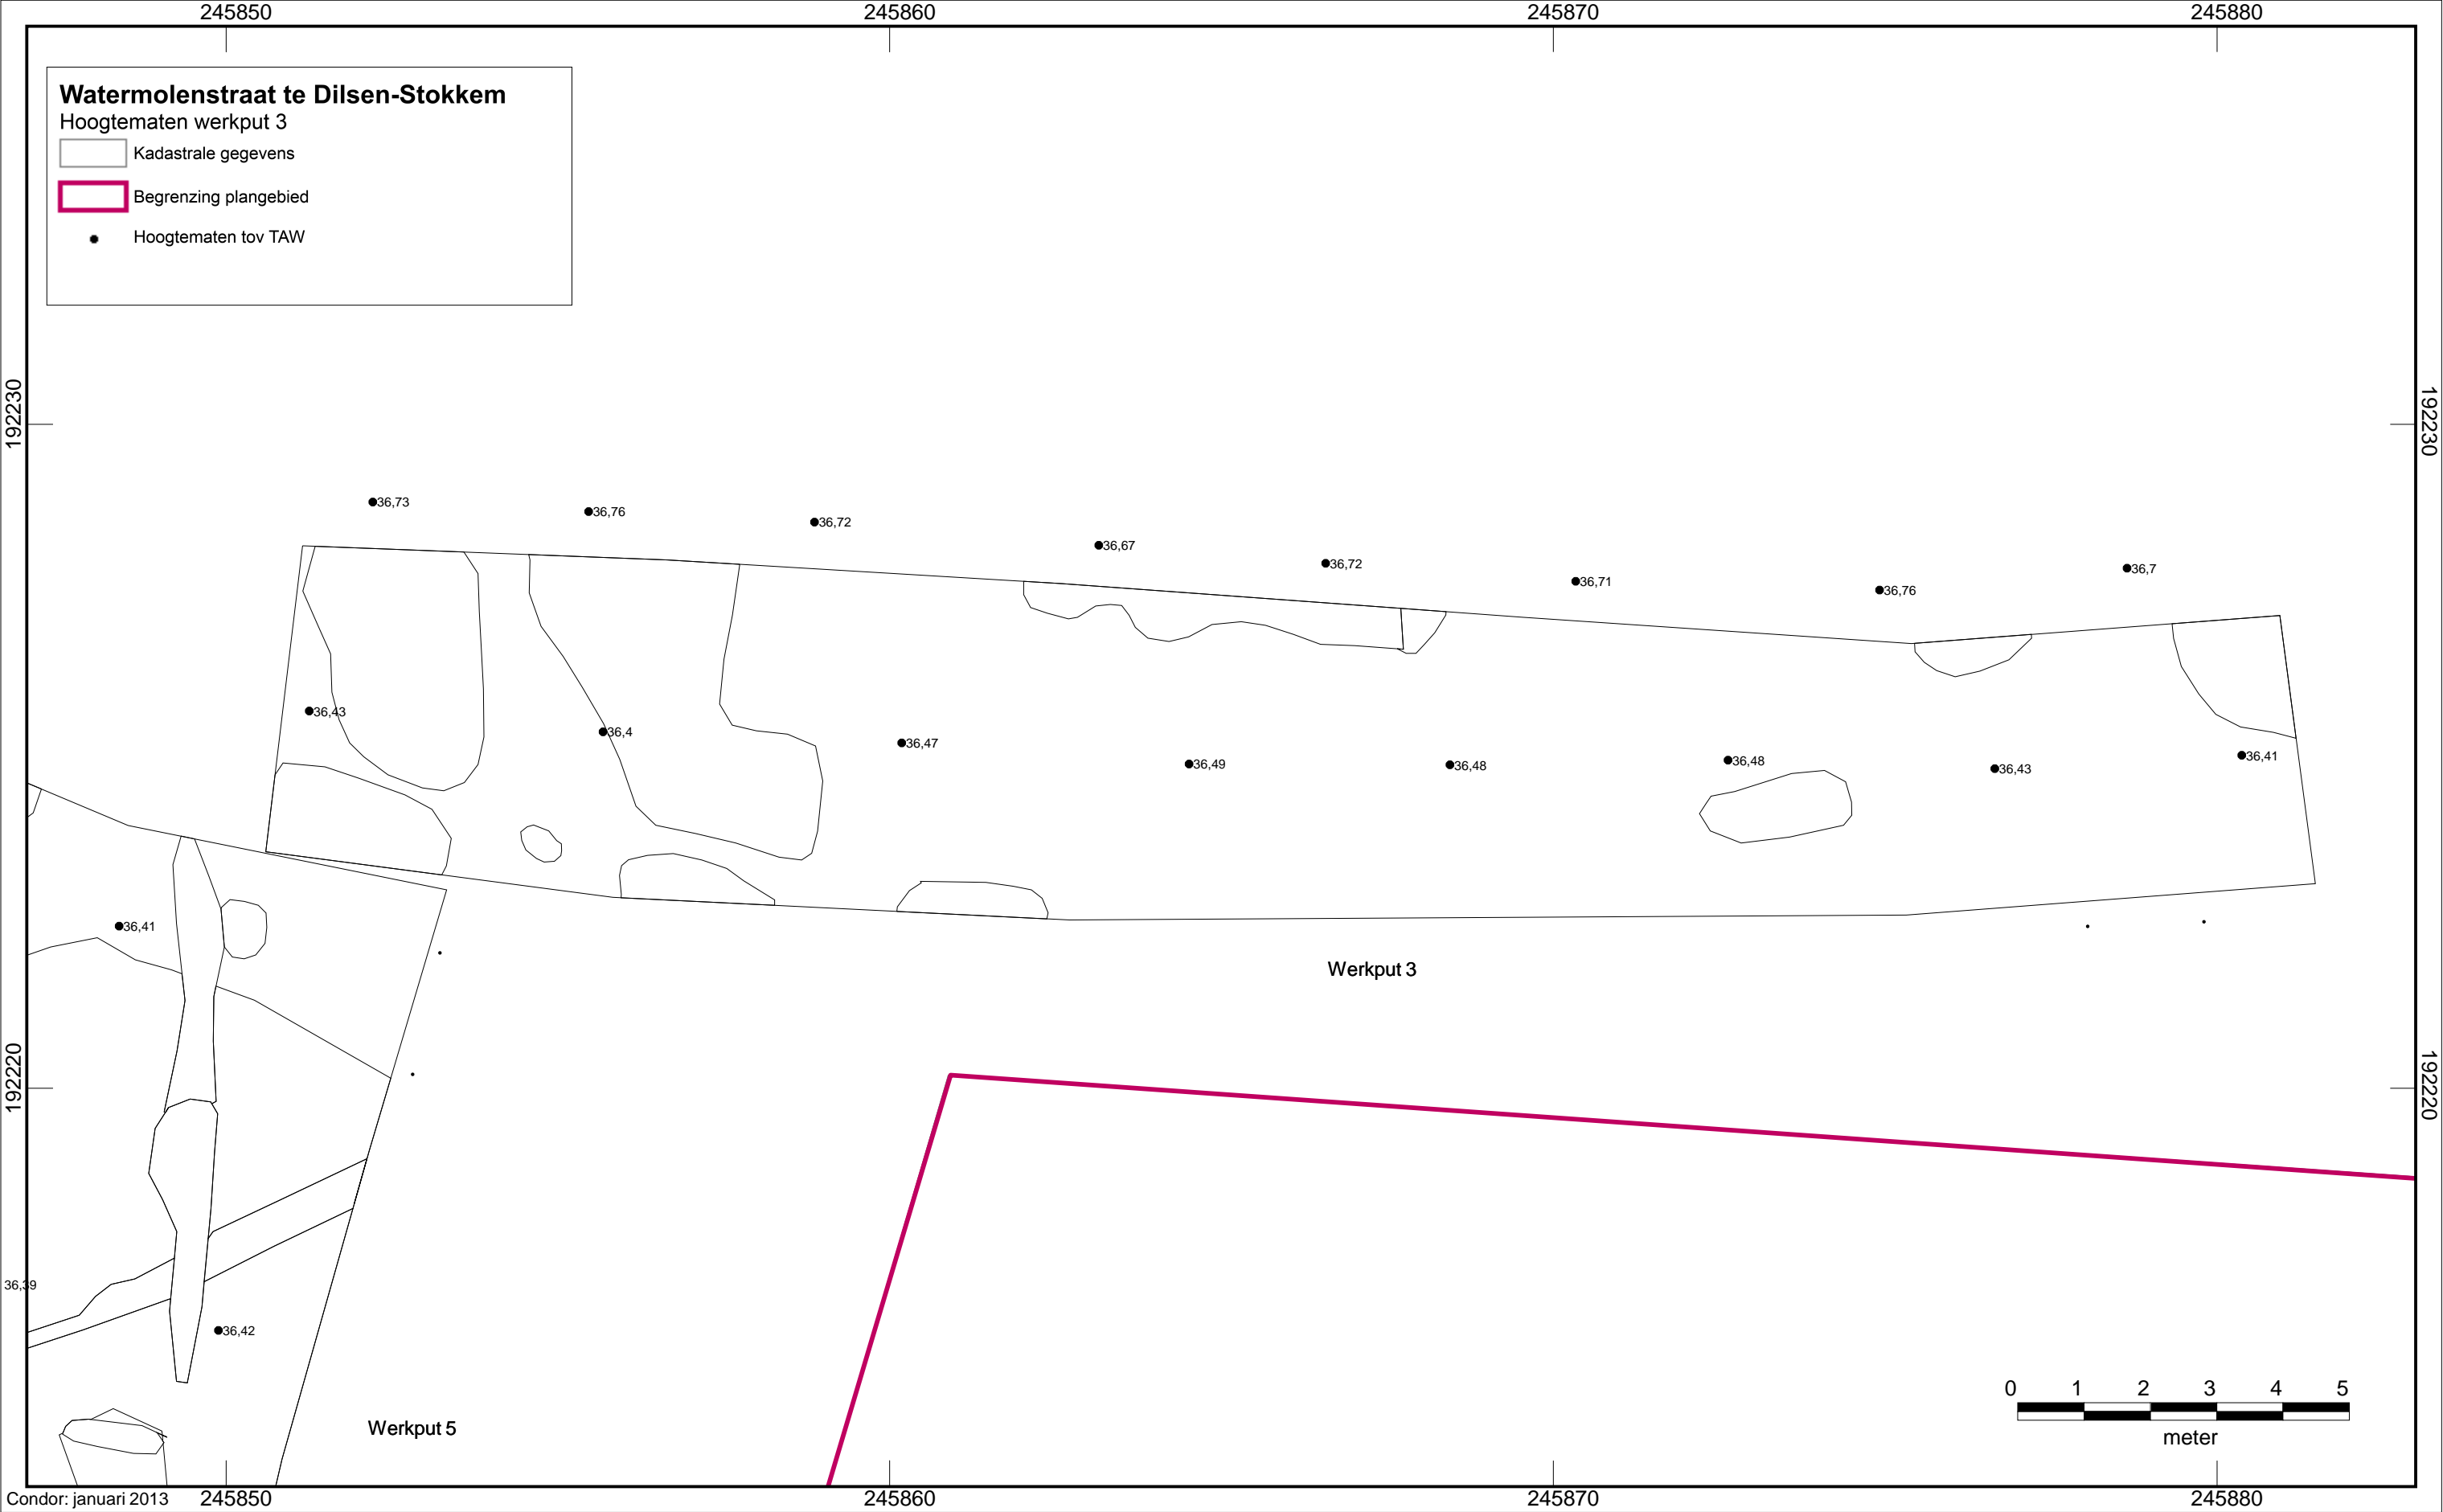 245850 245860 245870 245880
Watermolenstraat te Dilsen-Stokkem
Hoogtematen werkput 3
Kadastrale gegevens
Begrenzing plangebied
Hoogtematen tov TAW
192230 192230
36,73
36,76
36,72
36,67
36,72
36,71
36,76
36,7
36,43
36,4
36,47
36,49
36,48
36,48
36,43
36,41
36,41
Werkput 3
192220 192220
36,39
36,42
Werkput 5
0 1 2 3 4 5
meter
Condor: januari 2013
245850 245860 245870 245880